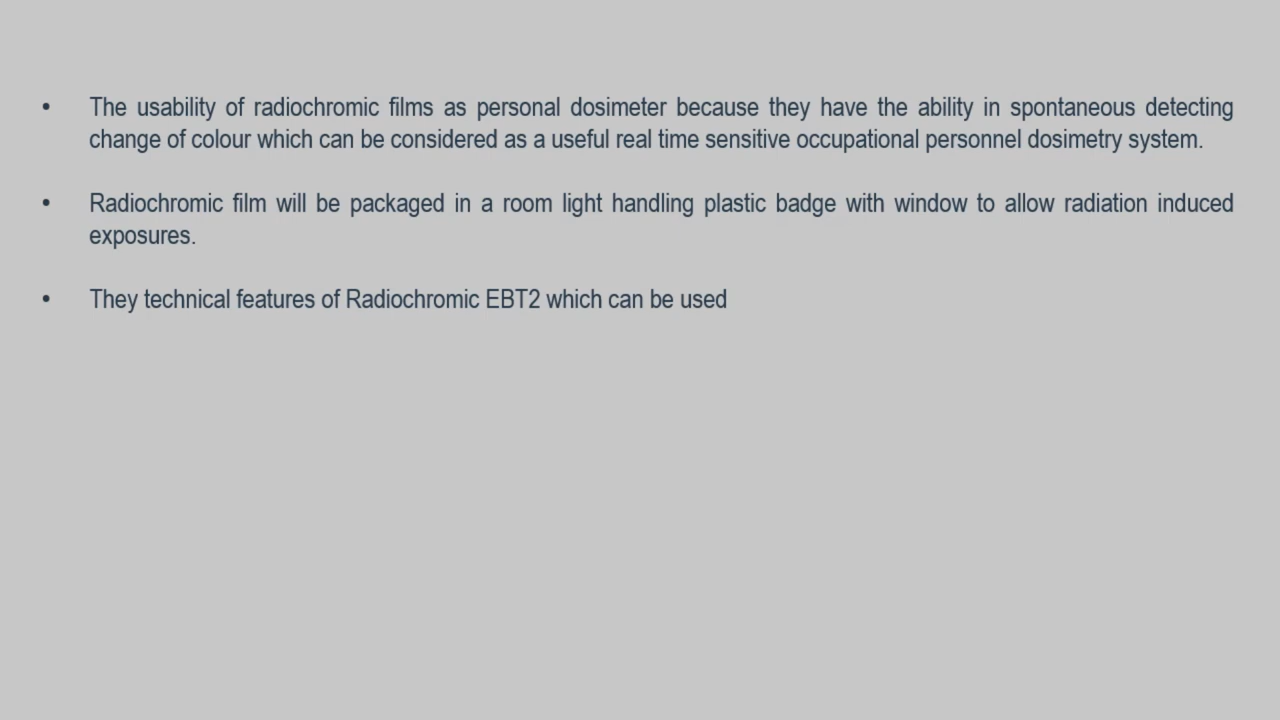 • The usability of radiochromic films as personal dosimeter because they have the ability in spontaneous detecting
change of colour which can be considered as a useful real time sensitive occupational personnel dosimetry system.
• Radiochromic film will be packaged in a room light handling plastic badge with window to allow radiation induced
exposures.
• They technical features of Radiochromic EBT2 which can be used